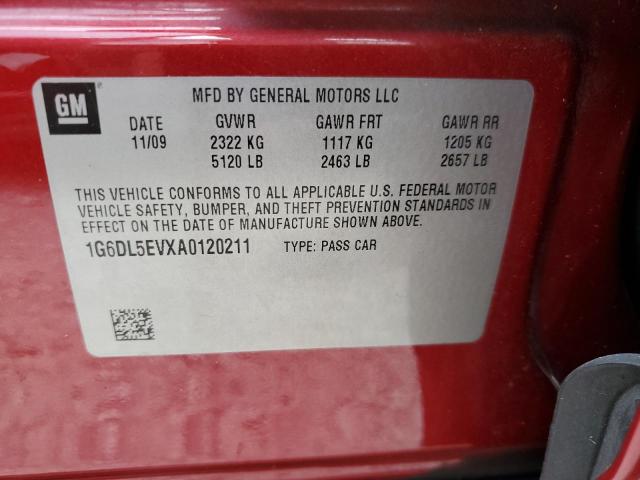 GM
MFD BY GENERAL MOTORS LLC
DATE GVWR GAWR FRT GAWR RR
11/09 2322 KG 1117 KG 1205 KG
5120 LB 2463 LB 2657 LB
THIS VEHICLE CONFORMS TO ALL APPLICABLE U.S. FEDERAL MOTOR
VEHICLE SAFETY, BUMPER, AND THEFT PREVENTION STANDARDS IN
EFFECT ON THE DATE OF MANUFACTURE SHOWN ABOVE.
1G6DL5EVXA0120211 TYPE: PASS CAR